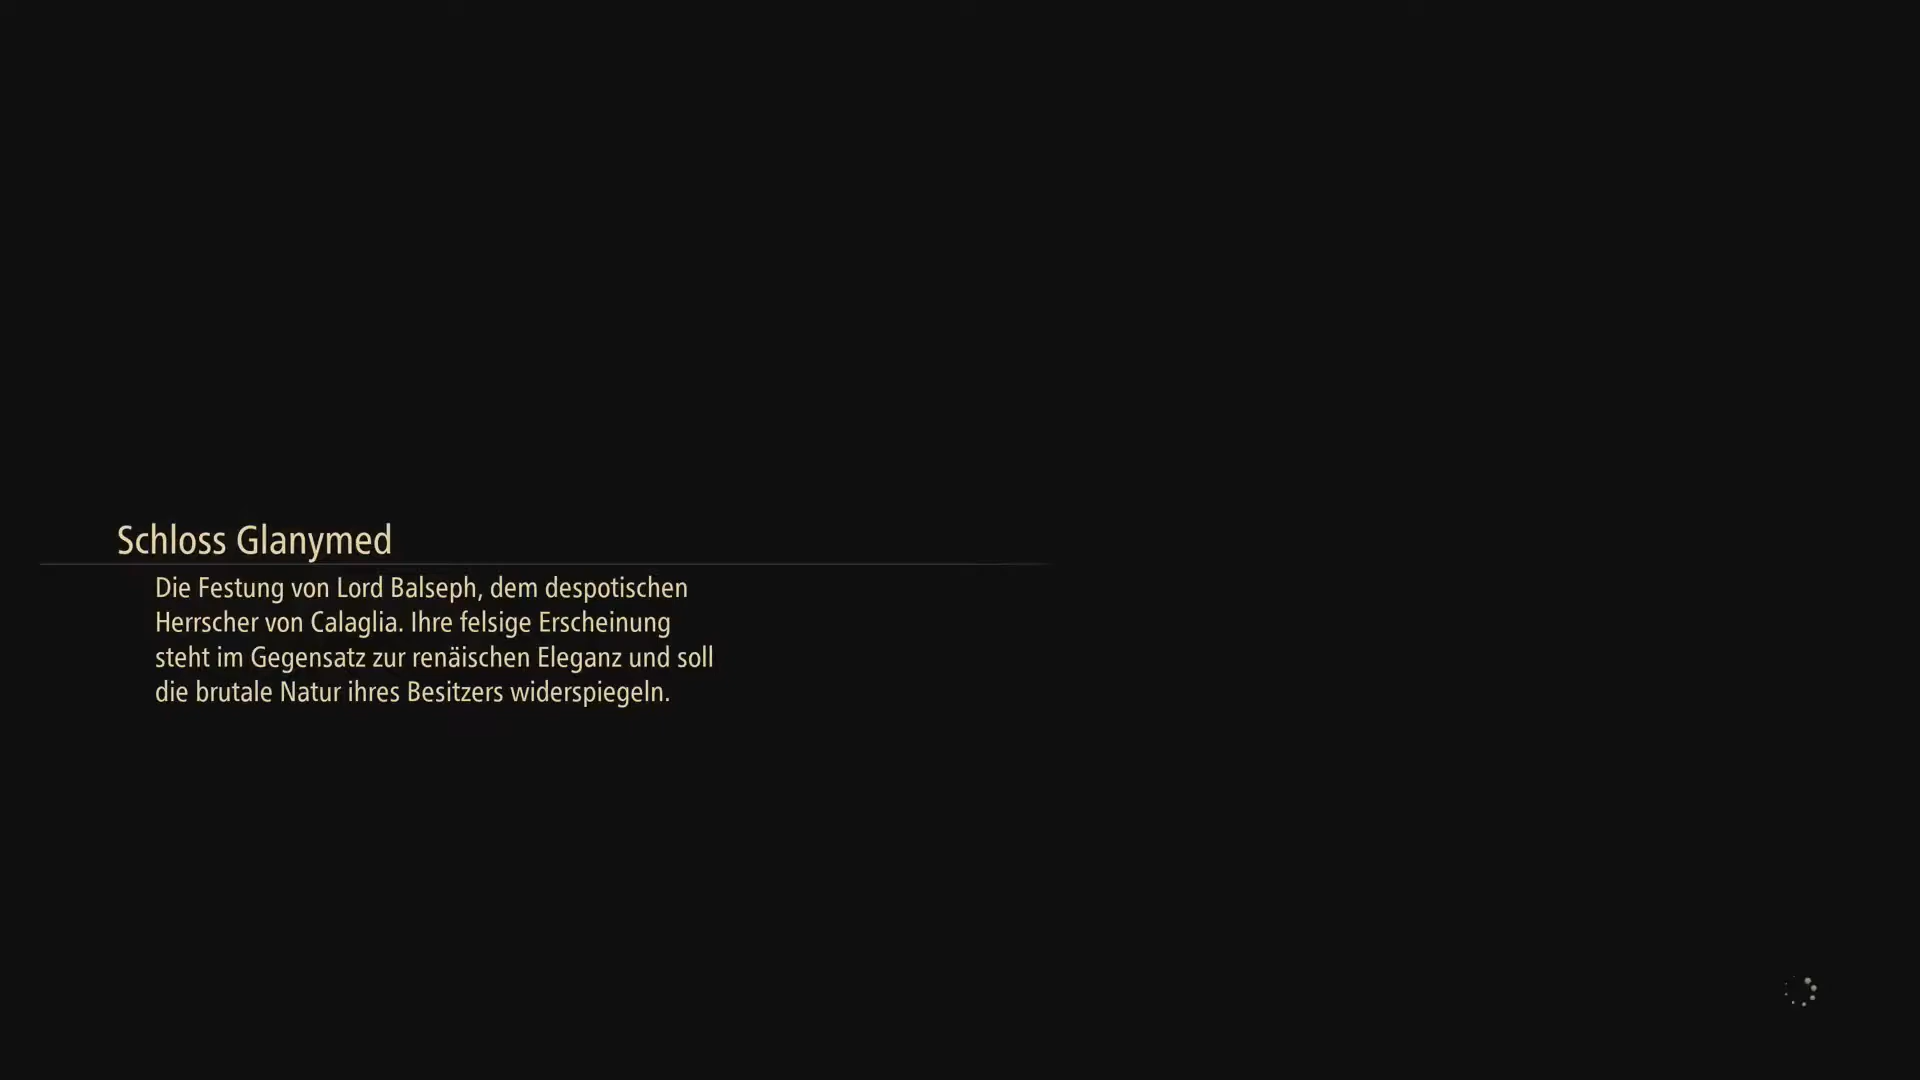 Schloss Glanymed
Die Festung von Lord Balseph, dem despotischen
Herrscher von Calaglia. Ihre felsige Erscheinung
steht im Gegensatz zur renäischen Eleganz und soll
die brutale Natur ihres Besitzers widerspiegeln.